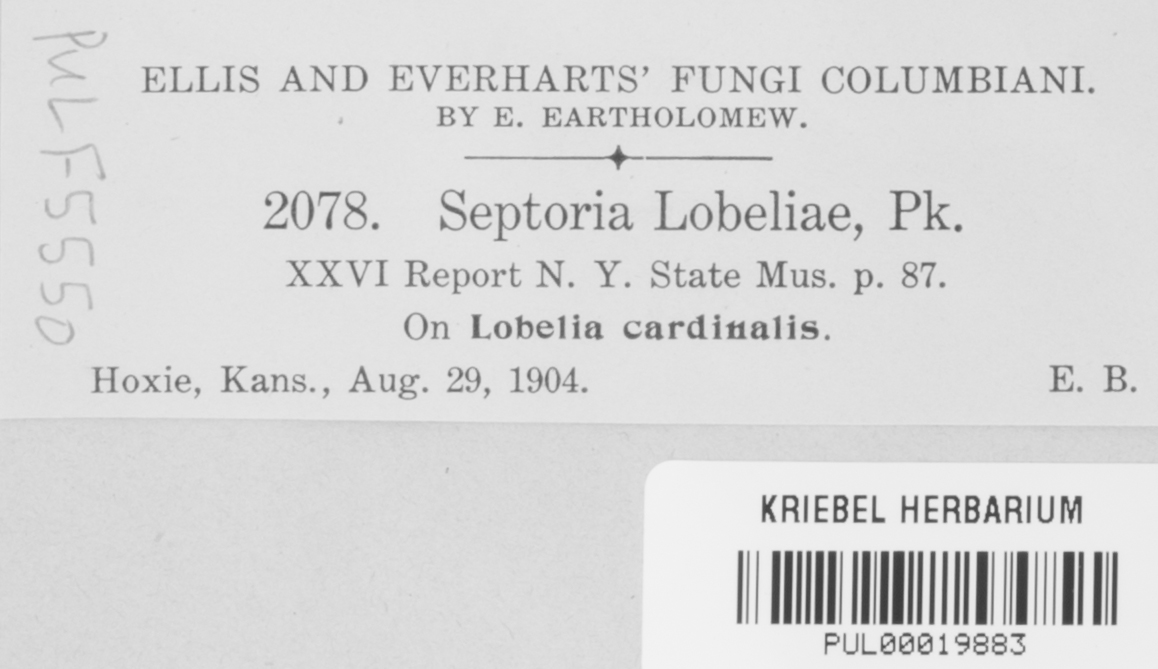 PUL F5550
ELLIS AND EVERHARTS' FUNGI COLUMBIANI.
BY E. EARTHOLOMEW.
2078. Septoria Lobeliae, Pk.
XXVI Report N. Y. State Mus. p. 87.
On Lobelia cardinalis.
Hoxie, Kans., Aug. 29, 1904. E. B.
KRIEBEL HERBARIUM
PUL00019883